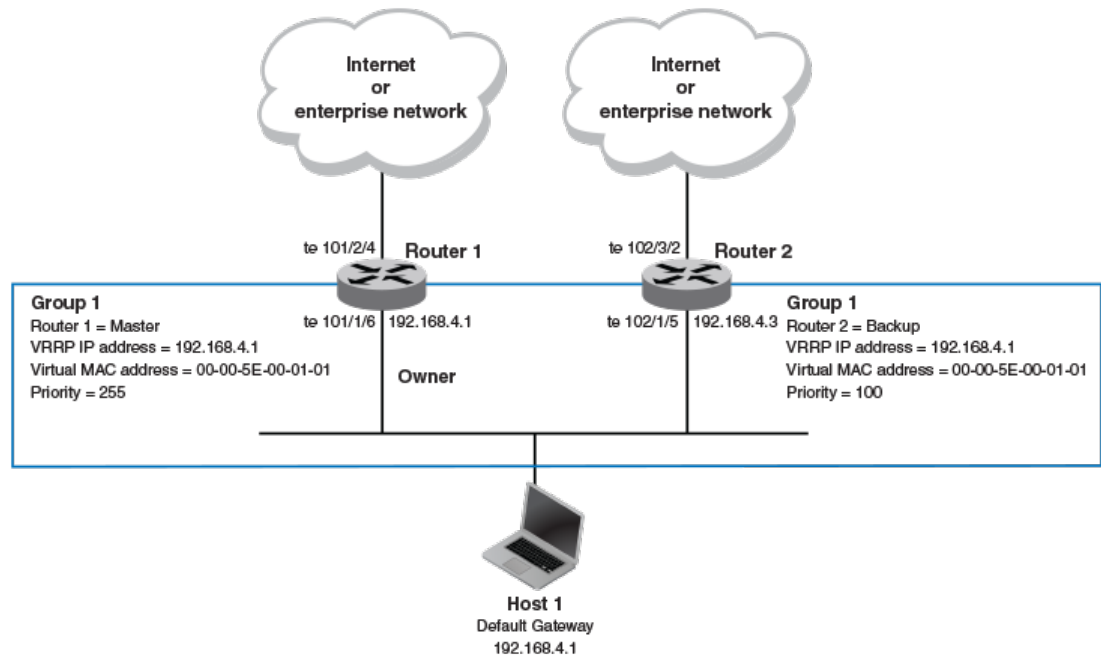 Internet
or
enterprise network
Internet
or
enterprise network
te 101/2/4
Router 1
te 102/3/2
Router 2
Group 1
Router 1 = Master
VRRP IP address = 192.168.4.1
Virtual MAC address = 00-00-5E-00-01-01
Priority = 255
te 101/1/6
192.168.4.1
Owner
te 102/1/5
192.168.4.3
Group 1
Router 2 = Backup
VRRP IP address = 192.168.4.1
Virtual MAC address = 00-00-5E-00-01-01
Priority = 100
Host 1
Default Gateway
192.168.4.1